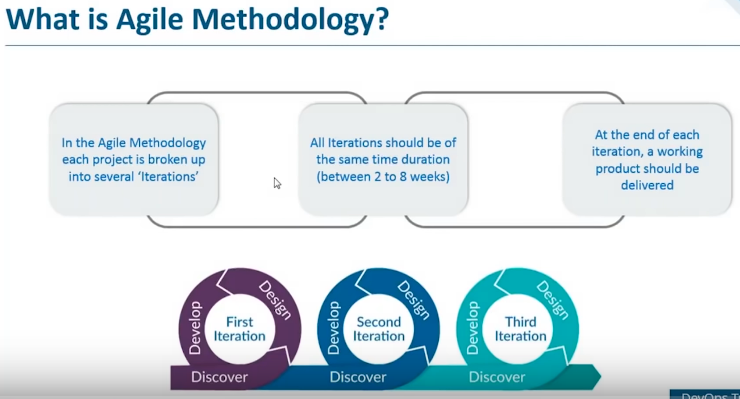 What is Agile Methodology?
In the Agile Methodology
each project is broken up
into several ‘Iterations’
All Iterations should be of
the same time duration
(between 2 to 8 weeks)
At the end of each
iteration, a working
product should be
delivered
Develop
Design
First
Iteration
Discover
Develop
Design
Second
Iteration
Discover
Develop
Design
Third
Iteration
Discover
DevOps